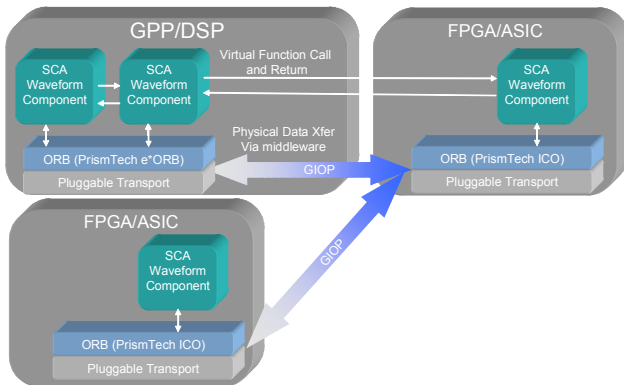 GPP/DSP
SCA
Waveform
Component
SCA
Waveform
Component
Virtual Function Call
and Return
Physical Data Xfer
Via middleware
ORB (PrismTech e*ORB)
Pluggable Transport
GIOP
FPGA/ASIC
SCA
Waveform
Component
ORB (PrismTech ICO)
Pluggable Transport
GIOP
FPGA/ASIC
SCA
Waveform
Component
ORB (PrismTech ICO)
Pluggable Transport